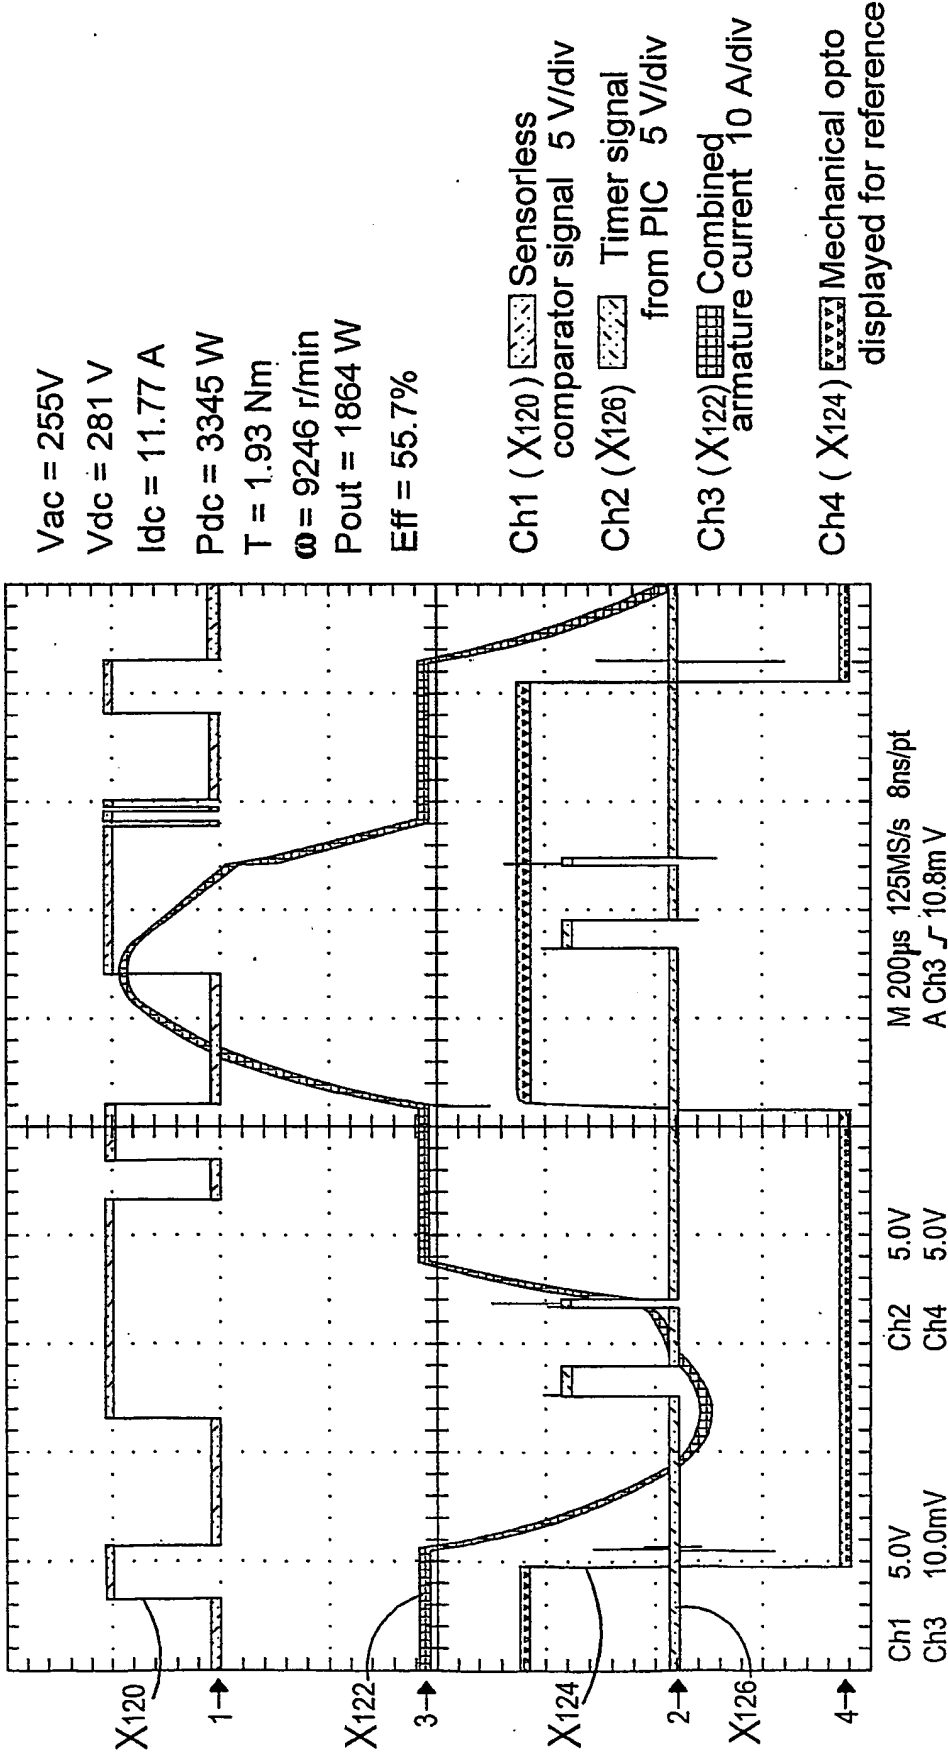 Vac = 255V
Vdc = 281 V
Idc = 11.77 A
Pdc = 3345 W
T = 1.93 Nm
ω = 9246 r/min
Pout = 1864 W
Eff = 55.7%
Ch1 ( X120 ) Sensorless
comparator signal 5 V/div
Ch2 ( X126 ) Timer signal
from PIC 5 V/div
Ch3 ( X122 ) Combined
armature current 10 A/div
Ch4 ( X124 ) Mechanical opto
displayed for reference
X120
1
X122
3
X124
2
X126
4
Ch1 5.0V Ch2 5.0V M 200µs 125MS/s 8ns/pt
Ch3 10.0mV Ch4 5.0V A Ch3 10.8m V